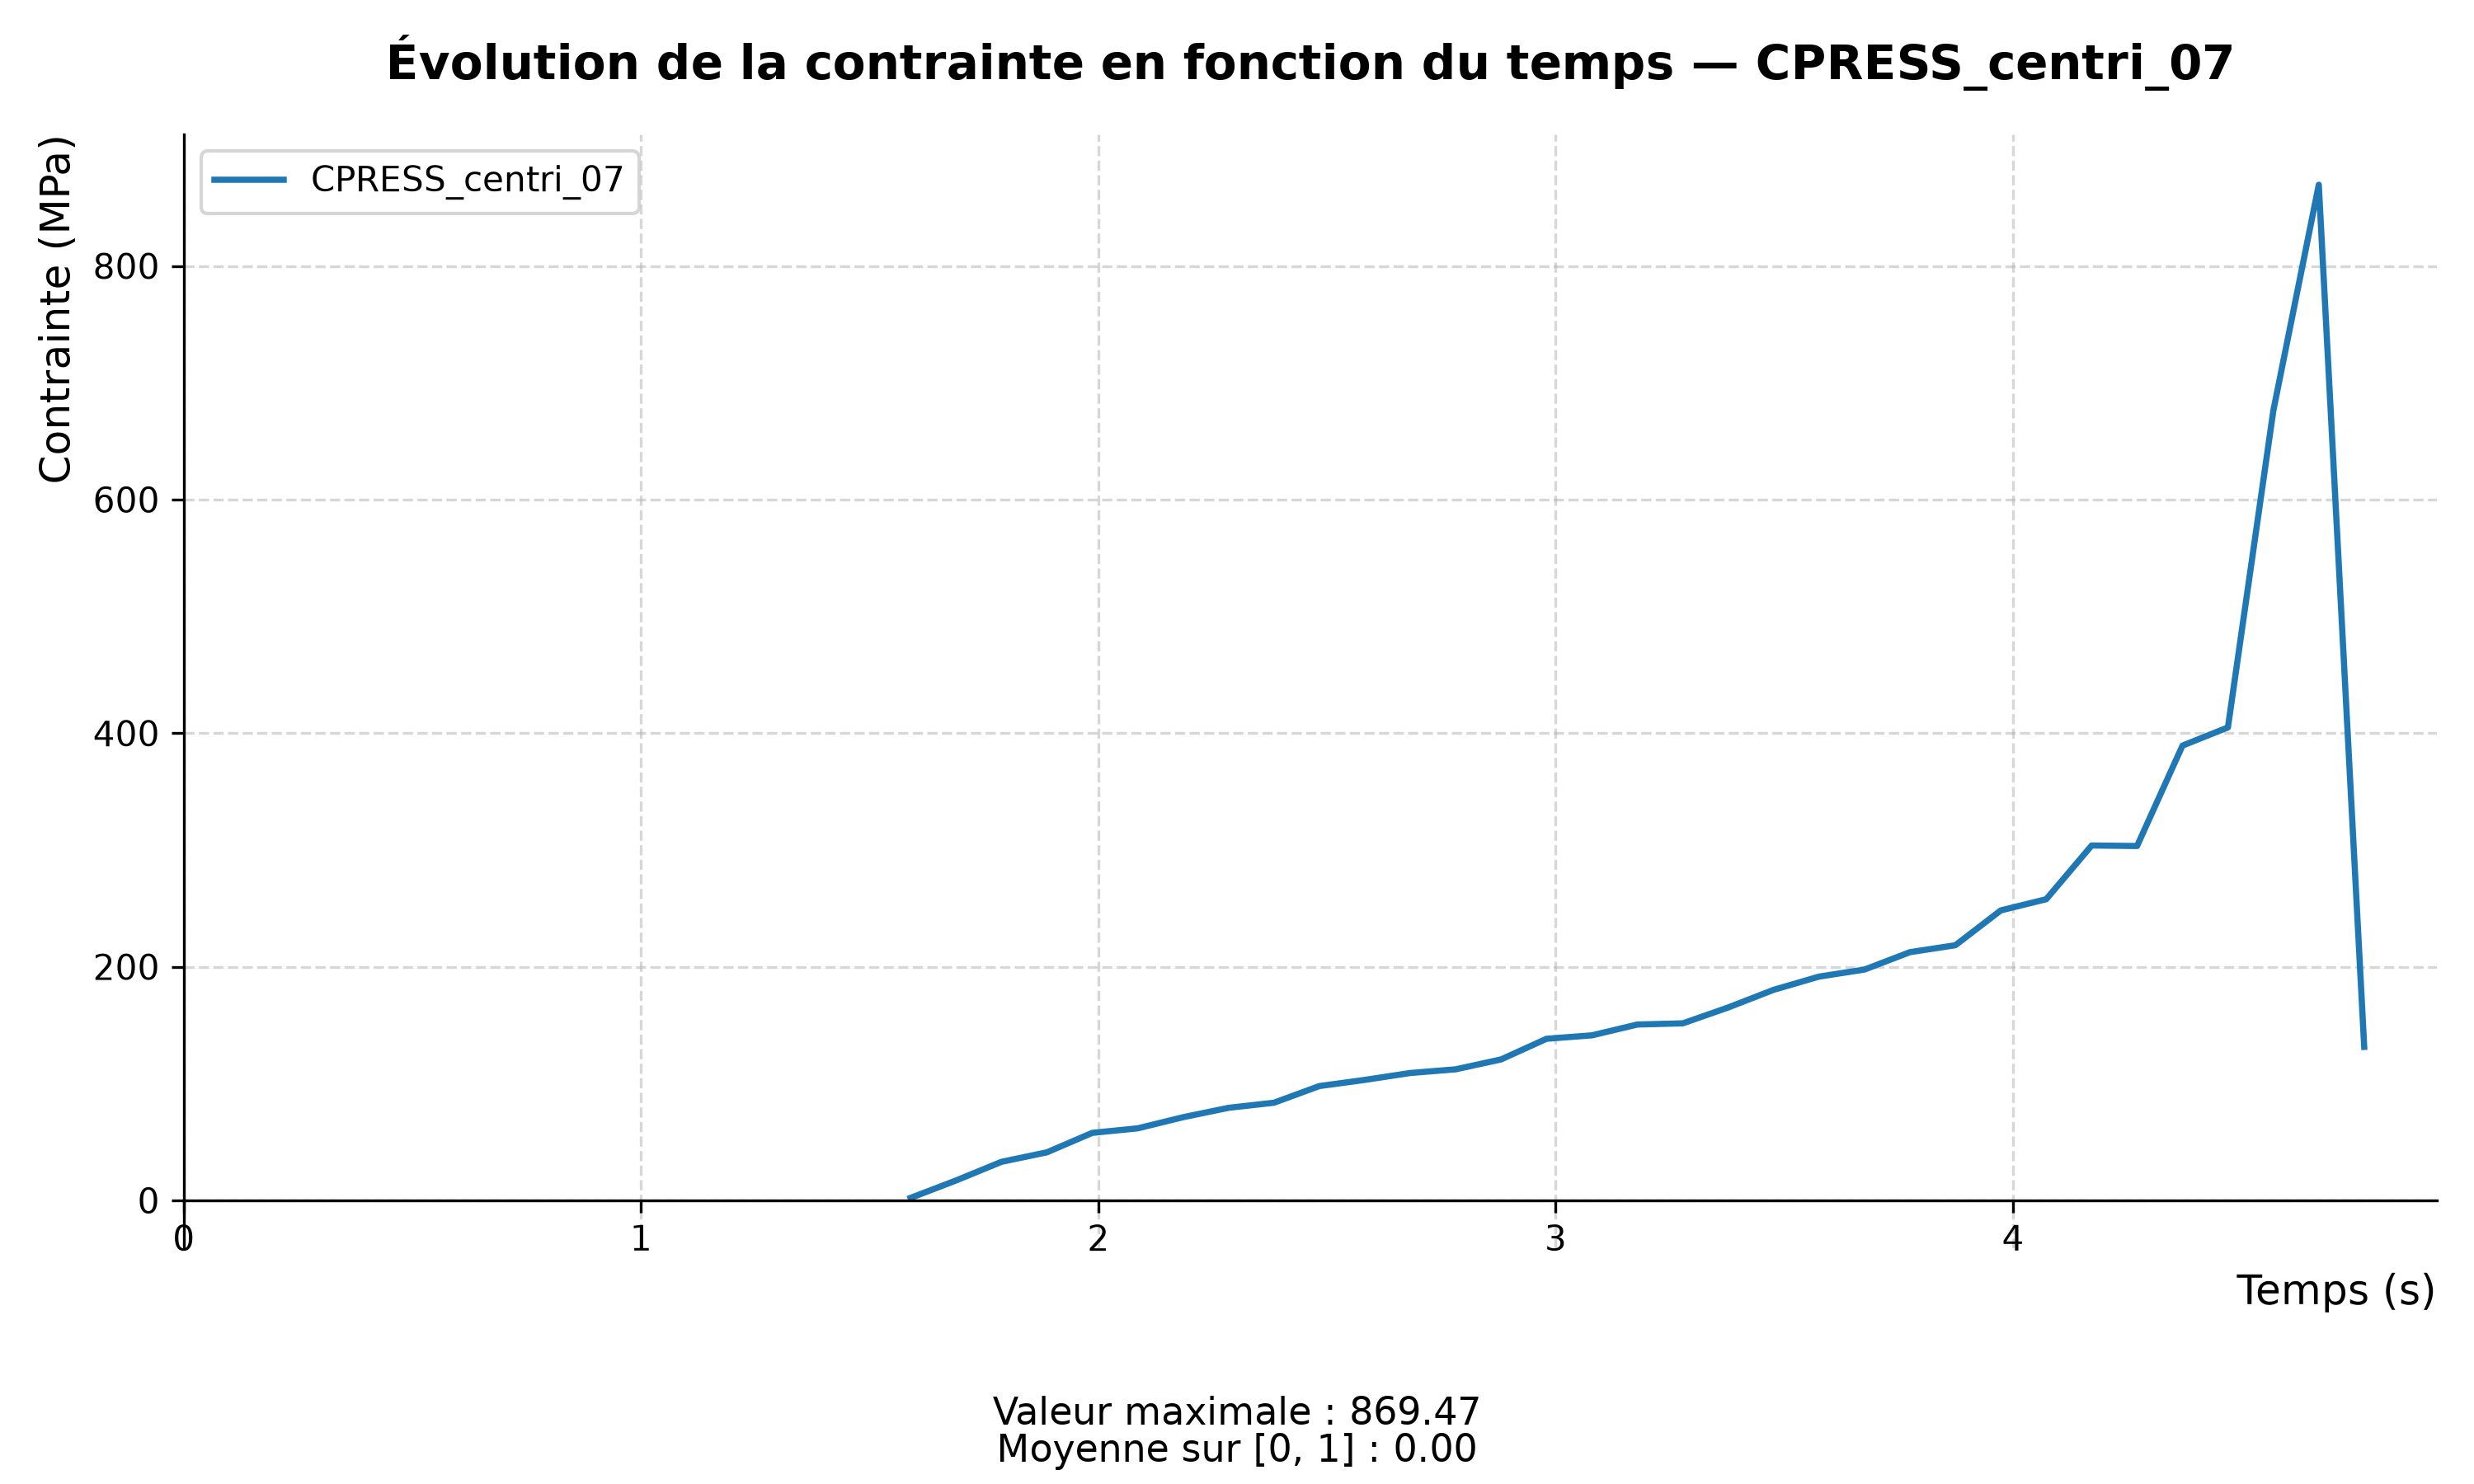 Évolution de la contrainte en fonction du temps — CPRESS_centri_07
Contrainte (MPa)
CPRESS_centri_07
800
600
400
200
0
0 1 2 3 4
Temps (s)
Valeur maximale : 869.47
Moyenne sur [0, 1] : 0.00